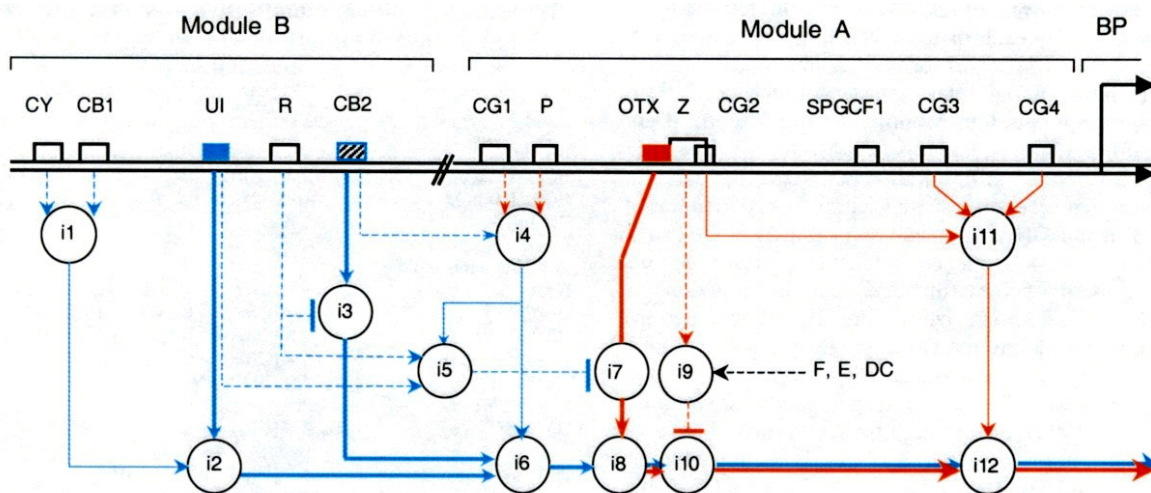 Module B Module A BP
CY CB1 UI R CB2 CG1 P OTX Z CG2 SPGCF1 CG3 CG4
i1 i4 i11
i3
i5 i7 i9 F, E, DC
i2 i6 i8 i10 i12